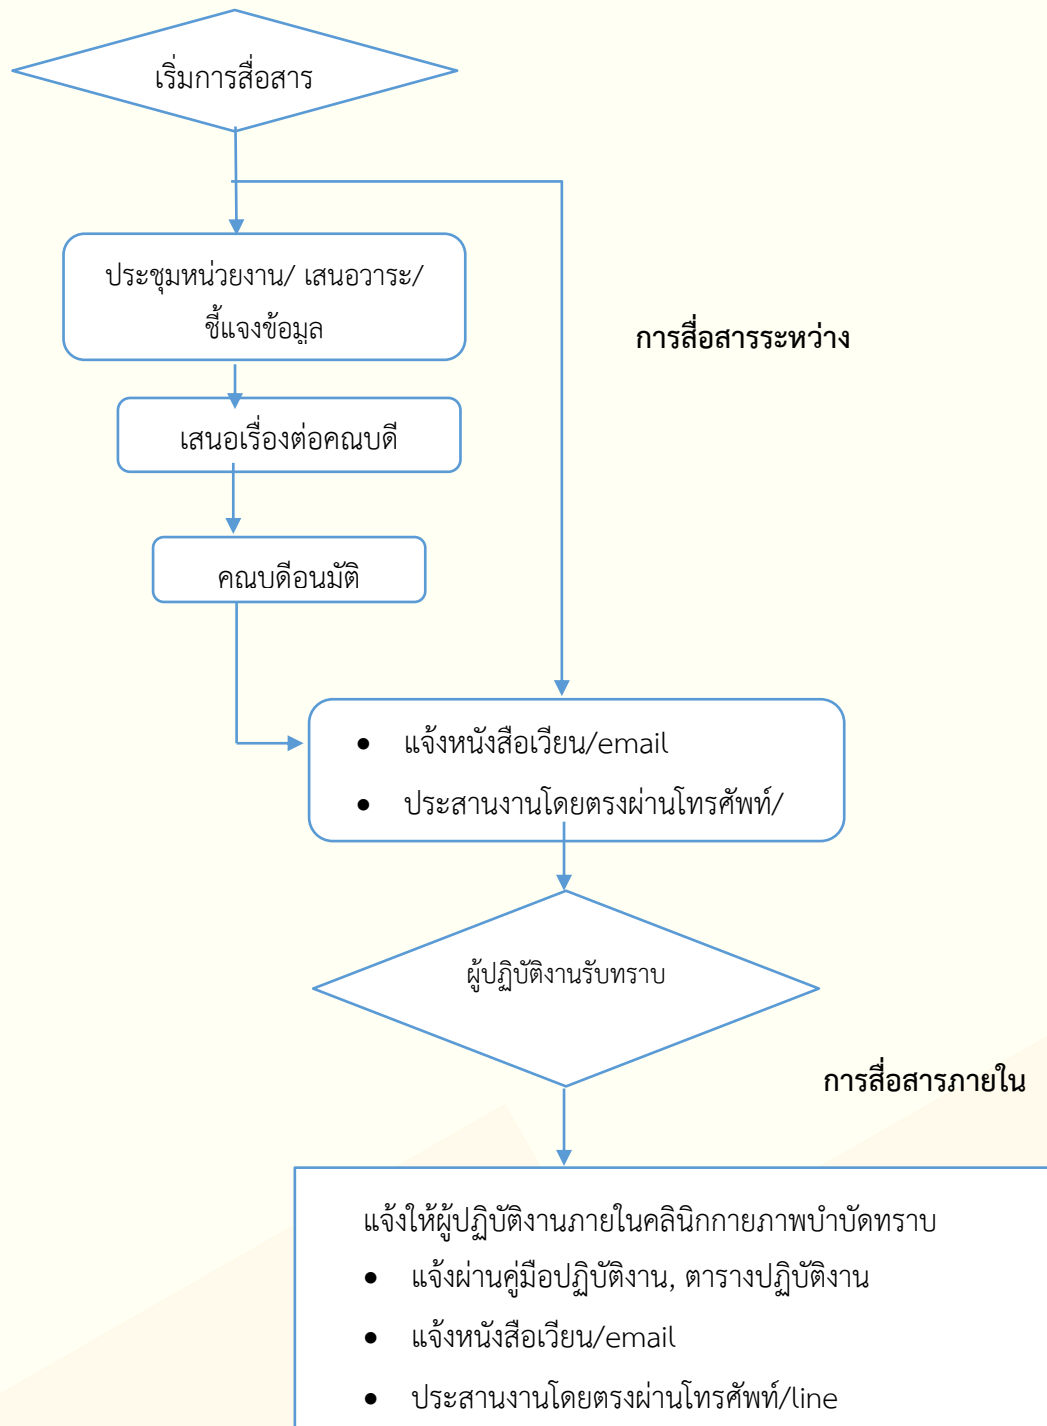 เริ่มการสื่อสาร
ประชุมหน่วยงาน/ เสนอวาระ/
ชี้แจงข้อมูล
การสื่อสารระหว่าง
เสนอเรื่องต่อคณบดี
คณบดีอนมัติ
• แจ้งหนังสือเวียน/email
• ประสานงานโดยตรงผ่านโทรศัพท์/
ผู้ปฏิบัติงานรับทราบ
การสื่อสารภายใน
แจ้งให้ผู้ปฏิบัติงานภายในคลินิกกายภาพบำบัดทราบ
• แจ้งผ่านคู่มือปฏิบัติงาน, ตารางปฏิบัติงาน
• แจ้งหนังสือเวียน/email
• ประสานงานโดยตรงผ่านโทรศัพท์/line